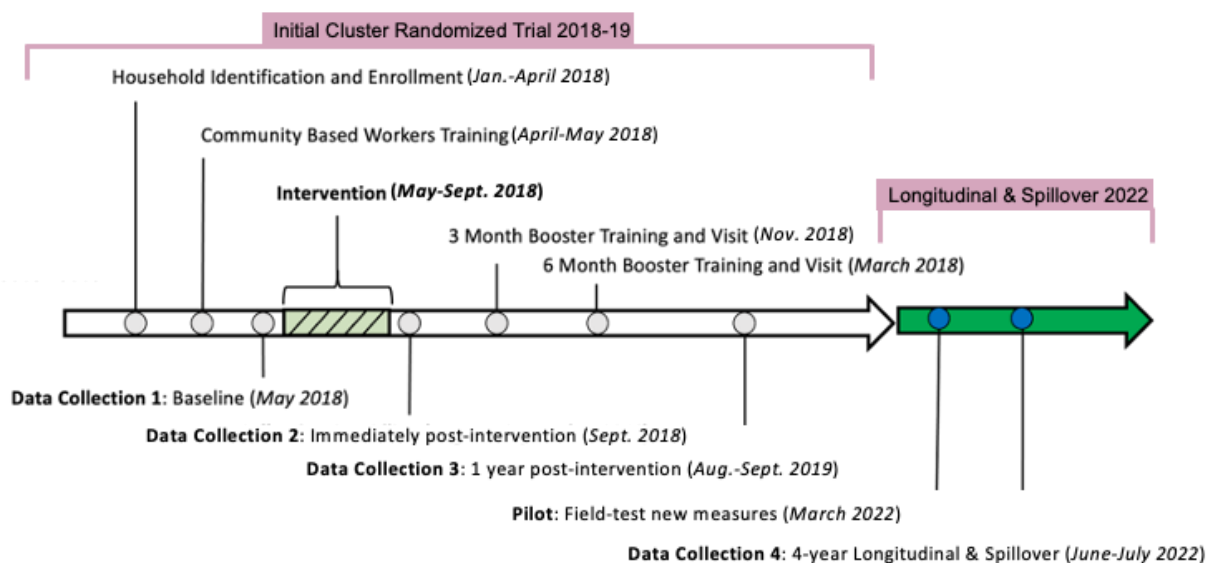 Initial Cluster Randomized Trial 2018-19
Household Identification and Enrollment (Jan.-April 2018)
Community Based Workers Training (April-May 2018)
Intervention (May-Sept. 2018)
Longitudinal & Spillover 2022
3 Month Booster Training and Visit (Nov. 2018)
6 Month Booster Training and Visit (March 2018)
Data Collection 1: Baseline (May 2018)
Data Collection 2: Immediately post-intervention (Sept. 2018)
Data Collection 3: 1 year post-intervention (Aug.-Sept. 2019)
Pilot: Field-test new measures (March 2022)
Data Collection 4: 4-year Longitudinal & Spillover (June-July 2022)